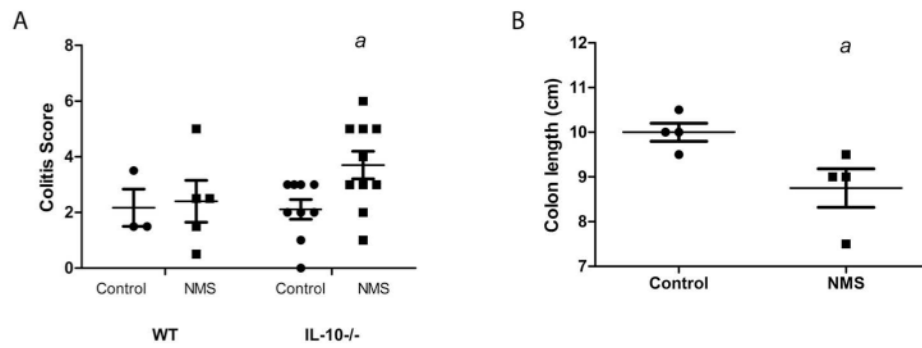 A
a
8
6
4
2
0
Colitis Score
Control
NMS
Control
NMS
WT
IL-10-/-
B
a
12
11
10
9
8
7
Colon length (cm)
Control
NMS